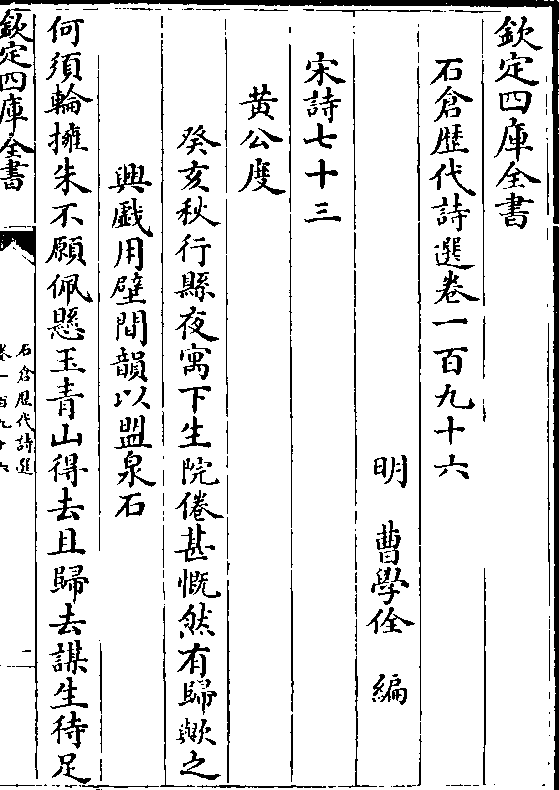 欽定四庫全書
石倉歴代詩選卷一百九十六
明 曹學佺 編
宋詩七十三
黄公度
癸亥秋行縣夜寓下生院倦甚慨然有歸歟之
興戲用壁間韻以盟泉石
何須輪擁朱不願佩懸玉青山得去且歸去謀生待足
欽定四庫全書
石倉歴代詩選
卷一百九十六
一